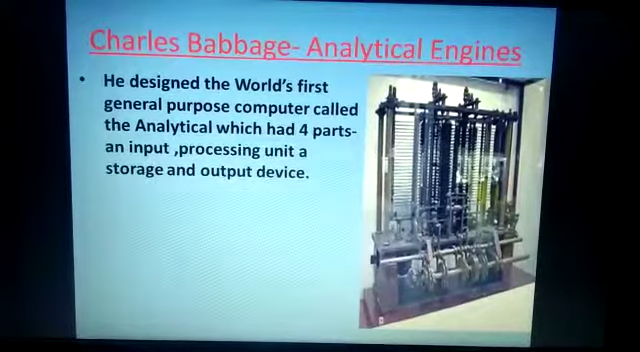 Charles Babbage- Analytical Engines
• He designed the World's first
general purpose computer called
the Analytical which had 4 parts-
an input ,processing unit a
storage and output device.